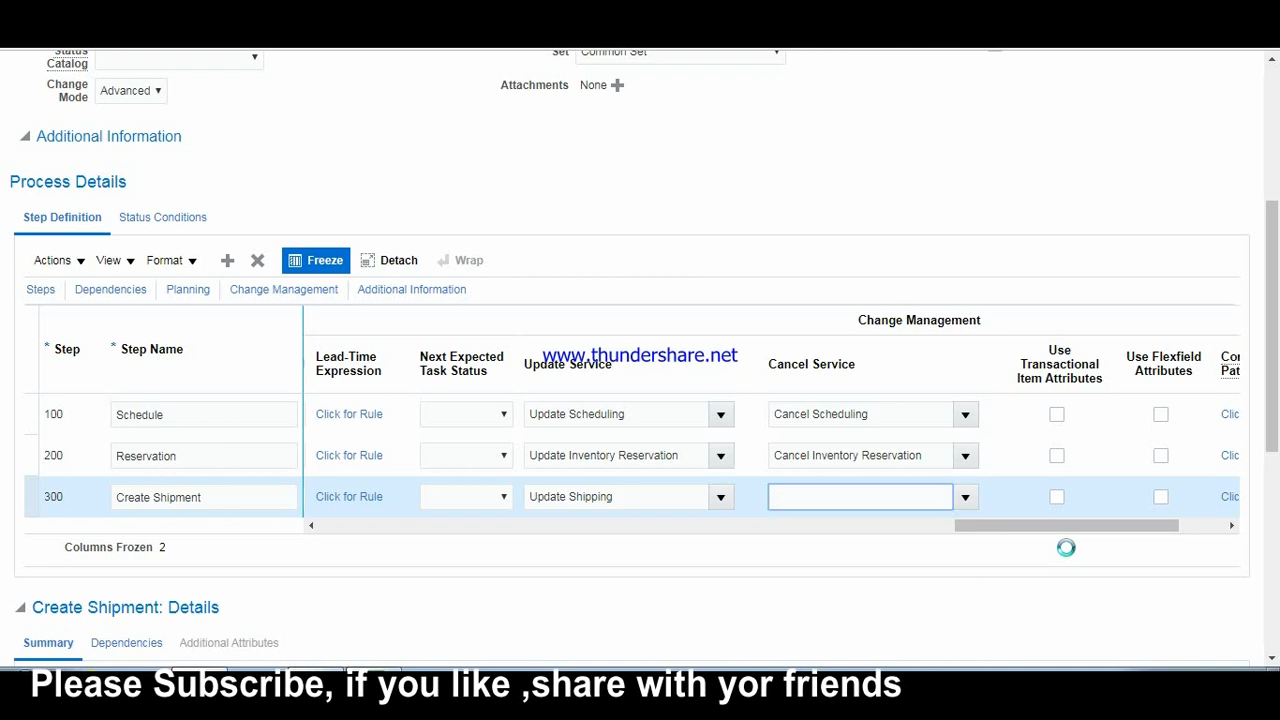 Status
Catalog
Set Common Set
Change
Mode
Advanced
Attachments None
Additional Information
Process Details
Step Definition Status Conditions
Actions View Format Freeze Detach Wrap
Steps Dependencies Planning Change Management Additional Information
Change Management
* Step * Step Name
Lead-Time
Expression
Next Expected
Task Status
Update Service
Cancel Service
Use
Transactional
Item Attributes
Use Flexfield
Attributes
www.thundershare.net
100 Schedule Click for Rule Update Scheduling Cancel Scheduling Clic
200 Reservation Click for Rule Update Inventory Reservation Cancel Inventory Reservation Clic
300 Create Shipment Click for Rule Update Shipping Clic
Columns Frozen 2
Create Shipment: Details
Summary Dependencies Additional Attributes
Please Subscribe, if you like ,share with yor friends